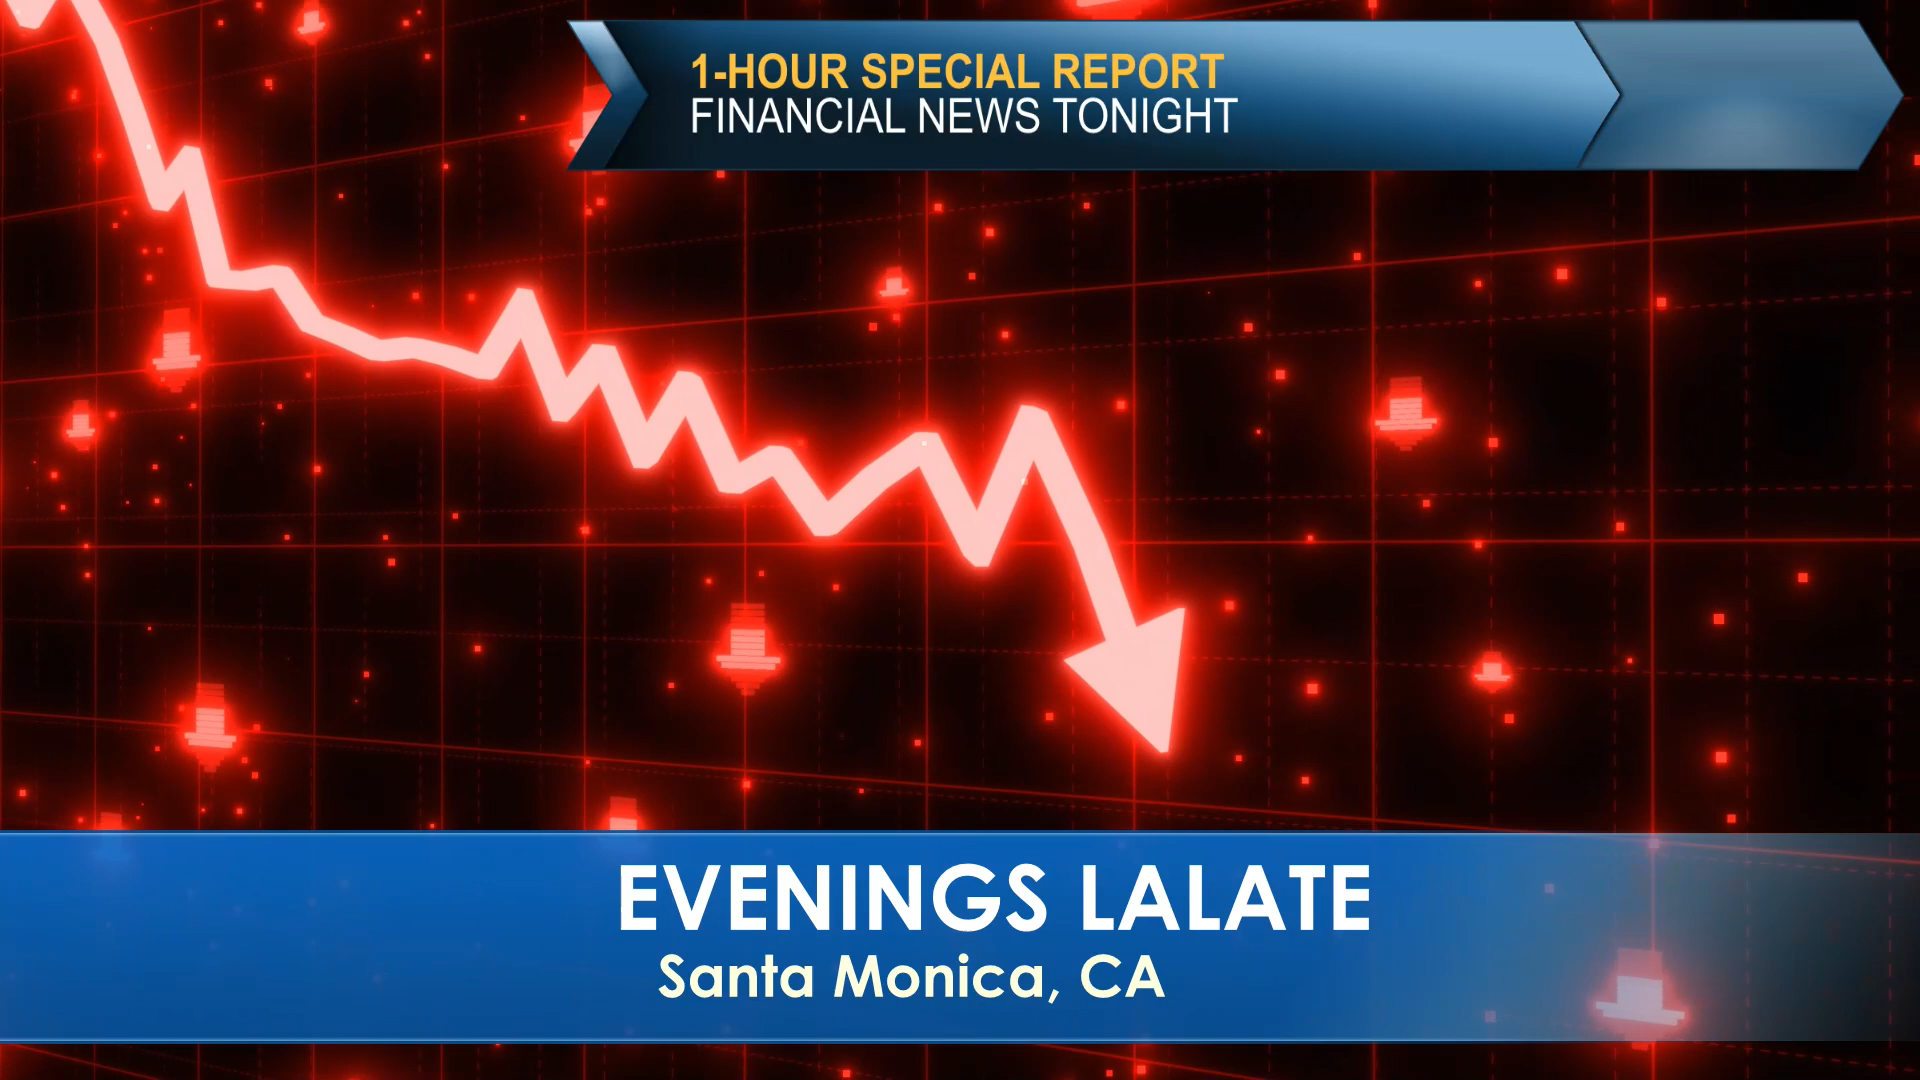 1-HOUR SPECIAL REPORT
FINANCIAL NEWS TONIGHT
EVENINGS LALATE
Santa Monica, CA